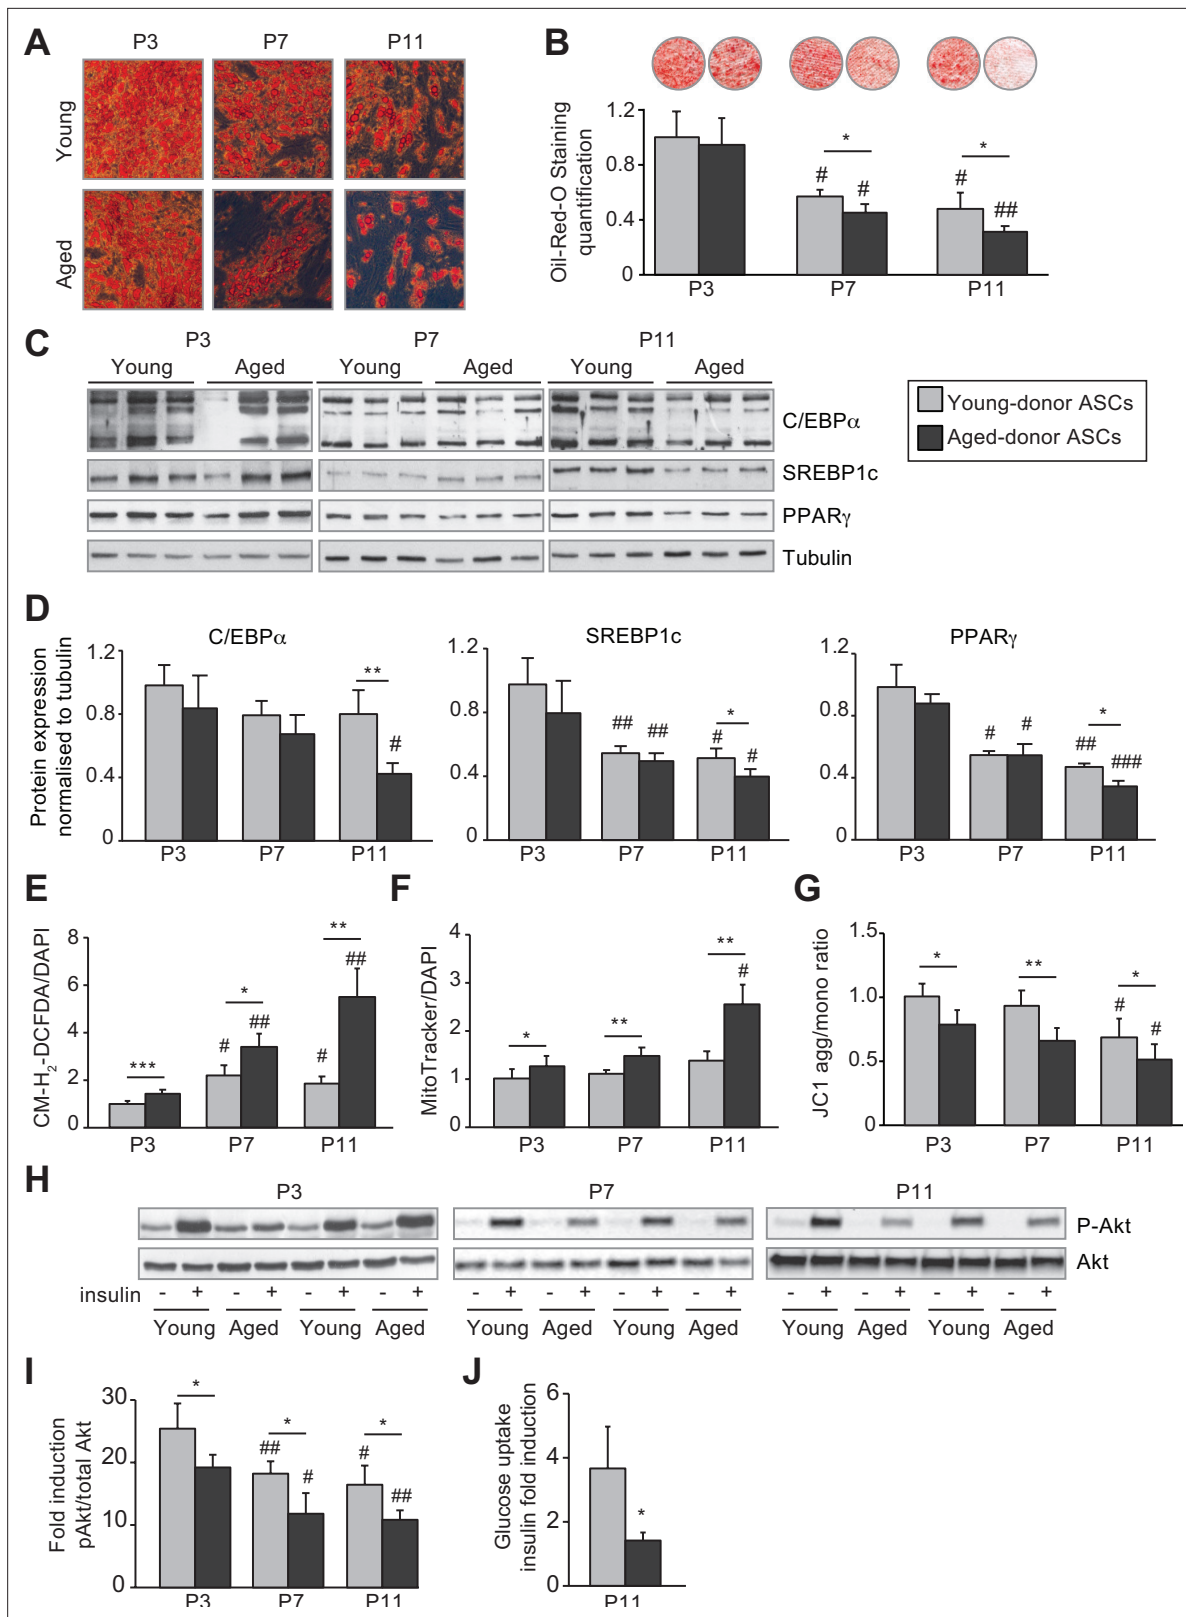 A
P3 P7 P11
Young
Aged
B
Oil-Red-O Staining
quantification
1.2
0.8
0.4
0
* *
# # # ##
P3 P7 P11
C
P3 P7 P11
Young Aged Young Aged Young Aged
C/EBPα
SREBP1c
PPARγ
Tubulin
Young-donor ASCs
Aged-donor ASCs
D
Protein expression
normalised to tubulin
C/EBPα
1.2
0.8
0.4
0
**
#
P3 P7 P11
SREBP1c
1.2
0.8
0.4
0
*
## ## # #
P3 P7 P11
PPARγ
1.2
0.8
0.4
0
*
# # ## ###
P3 P7 P11
E
CM-H₂-DCFDA/DAPI
8
6
4
2
0
*** * **
# ## # ##
P3 P7 P11
F
MitoTracker/DAPI
4
3
2
1
0
* ** **
#
P3 P7 P11
G
JC1 agg/mono ratio
1.5
1.0
0.5
0
* ** *
# #
P3 P7 P11
H
P3 P7 P11
P-Akt
Akt
insulin - + - + - + - + - + - + - + - + - + - + - + - +
Young Aged Young Aged Young Aged Young Aged Young Aged Young Aged
I
Fold induction
pAkt/total Akt
30
20
10
0
* * *
## # # ##
P3 P7 P11
J
Glucose uptake
insulin fold induction
6
4
2
0
*
P11